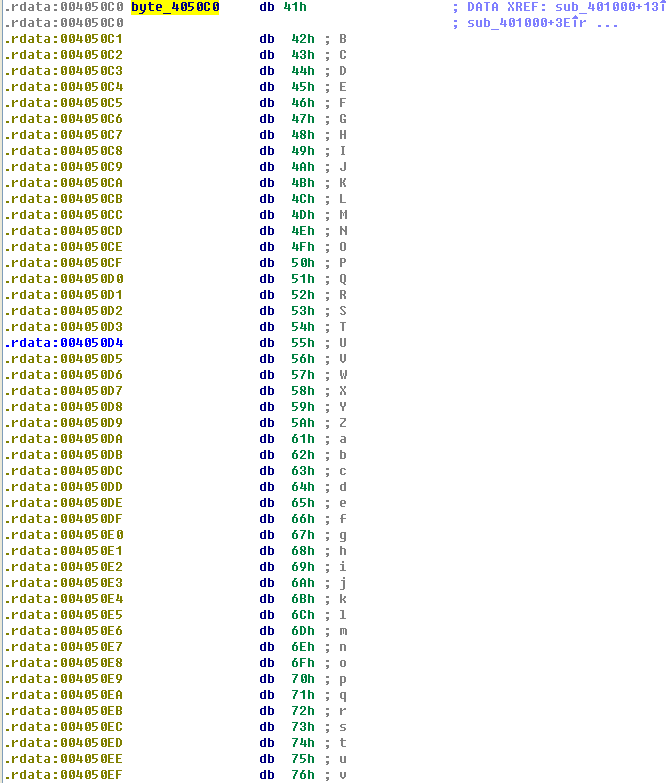 .rdata:004050C0 byte_4050C0 db 41h ; DATA XREF: sub_401000+13↑
.rdata:004050C0 ; sub_401000+3E↑r ...
.rdata:004050C1 db 42h ; B
.rdata:004050C2 db 43h ; C
.rdata:004050C3 db 44h ; D
.rdata:004050C4 db 45h ; E
.rdata:004050C5 db 46h ; F
.rdata:004050C6 db 47h ; G
.rdata:004050C7 db 48h ; H
.rdata:004050C8 db 49h ; I
.rdata:004050C9 db 4Ah ; J
.rdata:004050CA db 4Bh ; K
.rdata:004050CB db 4Ch ; L
.rdata:004050CC db 4Dh ; M
.rdata:004050CD db 4Eh ; N
.rdata:004050CE db 4Fh ; O
.rdata:004050CF db 50h ; P
.rdata:004050D0 db 51h ; Q
.rdata:004050D1 db 52h ; R
.rdata:004050D2 db 53h ; S
.rdata:004050D3 db 54h ; T
.rdata:004050D4 db 55h ; U
.rdata:004050D5 db 56h ; V
.rdata:004050D6 db 57h ; W
.rdata:004050D7 db 58h ; X
.rdata:004050D8 db 59h ; Y
.rdata:004050D9 db 5Ah ; Z
.rdata:004050DA db 61h ; a
.rdata:004050DB db 62h ; b
.rdata:004050DC db 63h ; c
.rdata:004050DD db 64h ; d
.rdata:004050DE db 65h ; e
.rdata:004050DF db 66h ; f
.rdata:004050E0 db 67h ; g
.rdata:004050E1 db 68h ; h
.rdata:004050E2 db 69h ; i
.rdata:004050E3 db 6Ah ; j
.rdata:004050E4 db 6Bh ; k
.rdata:004050E5 db 6Ch ; l
.rdata:004050E6 db 6Dh ; m
.rdata:004050E7 db 6Eh ; n
.rdata:004050E8 db 6Fh ; o
.rdata:004050E9 db 70h ; p
.rdata:004050EA db 71h ; q
.rdata:004050EB db 72h ; r
.rdata:004050EC db 73h ; s
.rdata:004050ED db 74h ; t
.rdata:004050EE db 75h ; u
.rdata:004050EF db 76h ; v